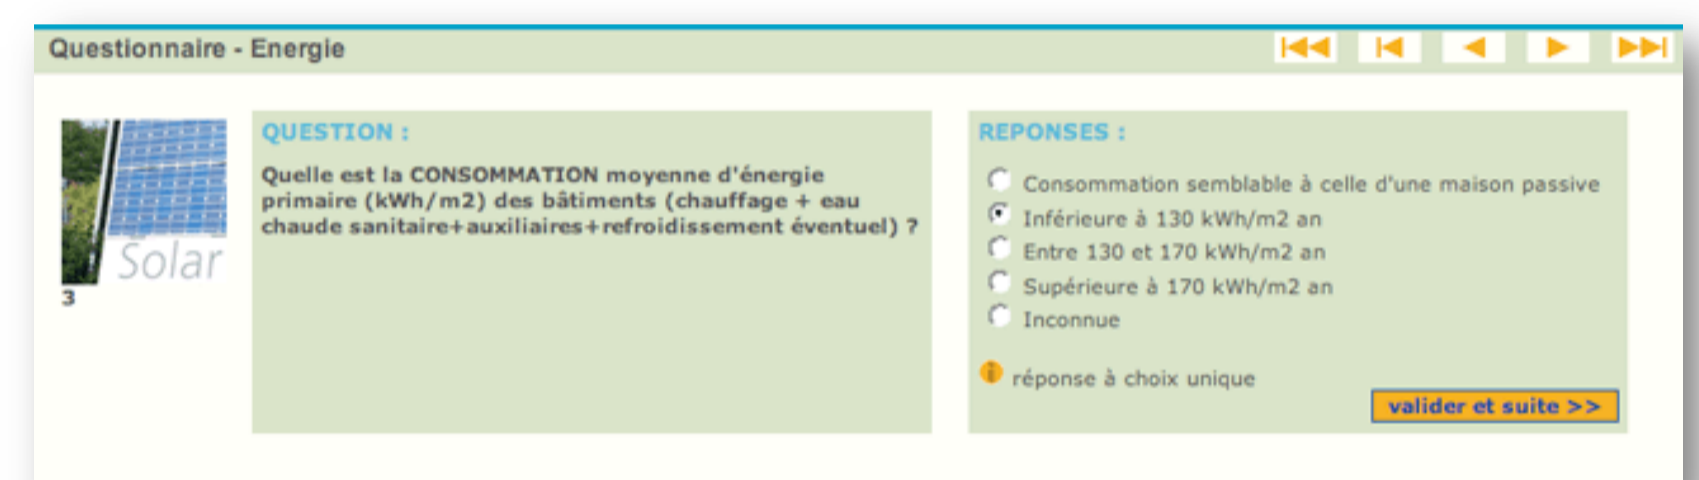 Questionnaire - Energie
QUESTION :
Quelle est la CONSOMMATION moyenne d'énergie
primaire (kWh/m2) des bâtiments (chauffage + eau
chaude sanitaire+auxiliaires+refroidissement éventuel) ?
Solar
3
REPONSES :
Consommation semblable à celle d'une maison passive
Inférieure à 130 kWh/m2 an
Entre 130 et 170 kWh/m2 an
Supérieure à 170 kWh/m2 an
Inconnue
i réponse à choix unique
valider et suite >>